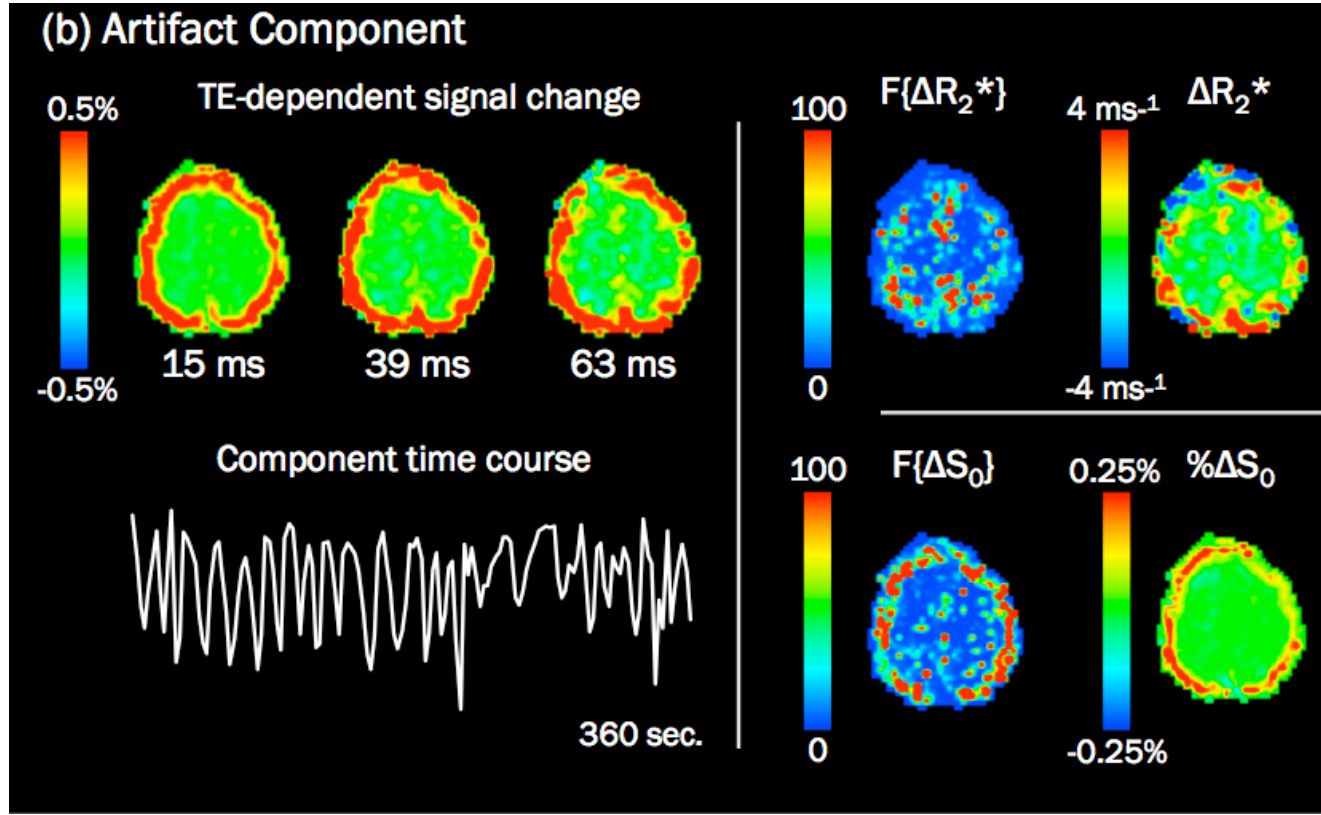 (b) Artifact Component
TE-dependent signal change
0.5%
-0.5%
15 ms
39 ms
63 ms
Component time course
360 sec.
F{ΔR₂*}
100
0
ΔR₂*
4 ms-¹
-4 ms-¹
F{ΔS₀}
100
0
%ΔS₀
0.25%
-0.25%